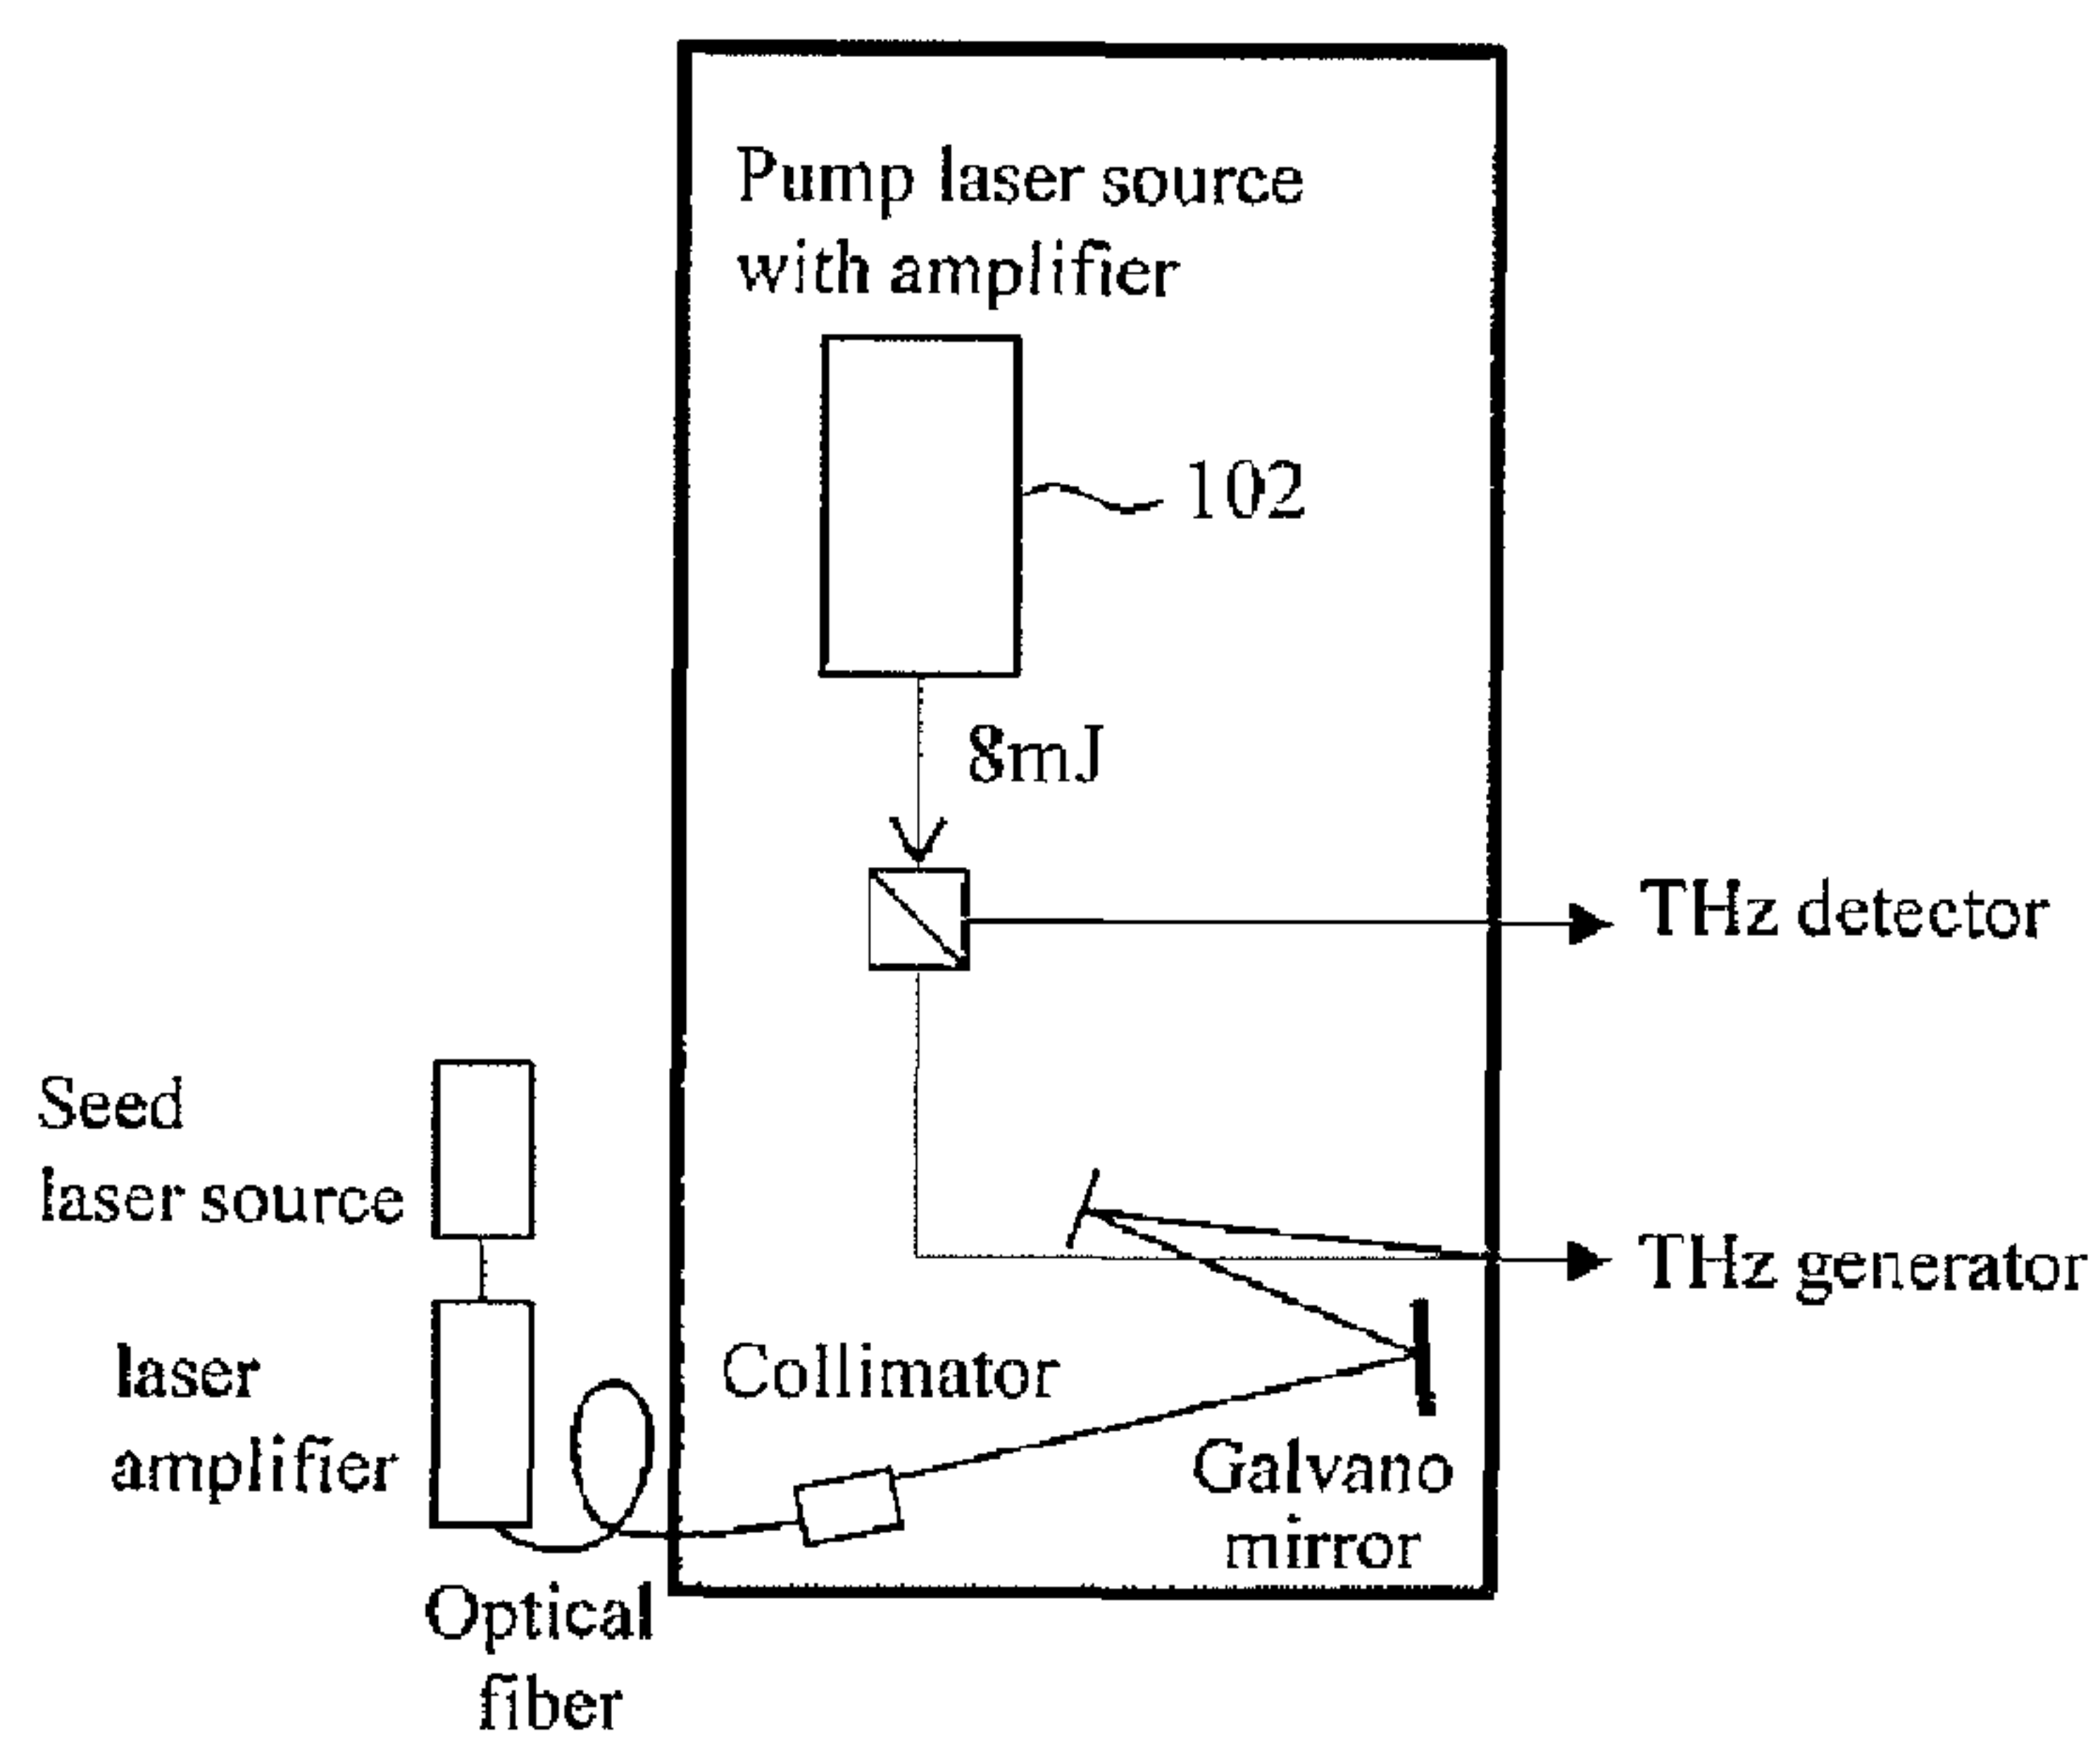 Pump laser source
with amplifier
102
8mJ
THz detector
Seed
laser source
THz generator
laser
amplifier
Collimator
Galvano
mirror
Optical
fiber